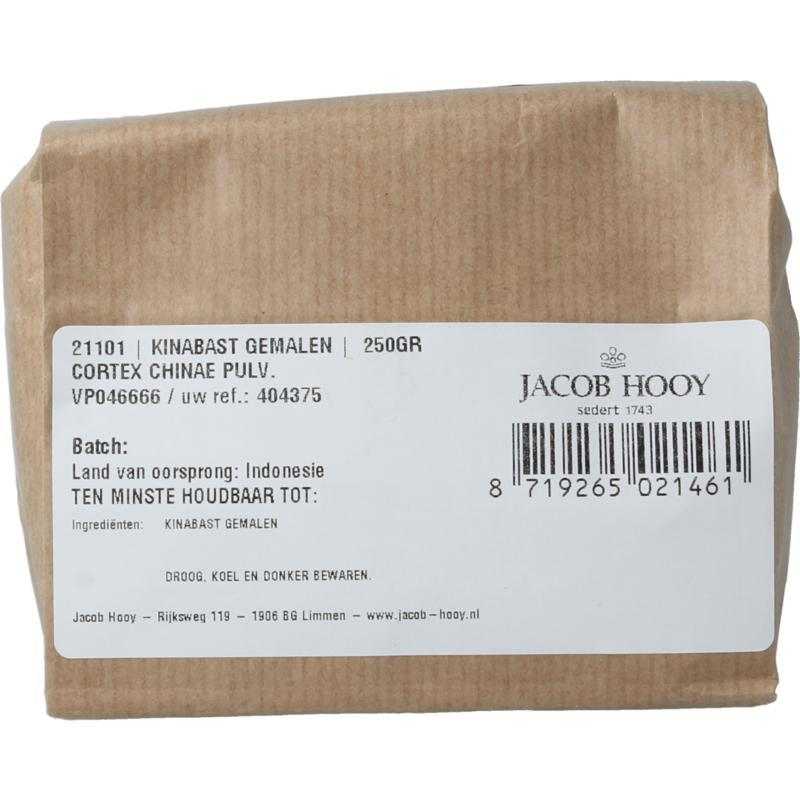 21101 | KINABAST GEMALEN | 250GR
CORTEX CHINAE PULV.
VP046666 / uw ref.: 404375
Batch:
Land van oorsprong: Indonesie
TEN MINSTE HOUDBAAR TOT:
Ingrediënten: KINABAST GEMALEN
DROOG, KOEL EN DONKER BEWAREN.
Jacob Hooy – Rijksweg 119 – 1906 BG Limmen – www.jacob-hooy.nl
JACOB HOOY
sedert 1743
8 719265 021461